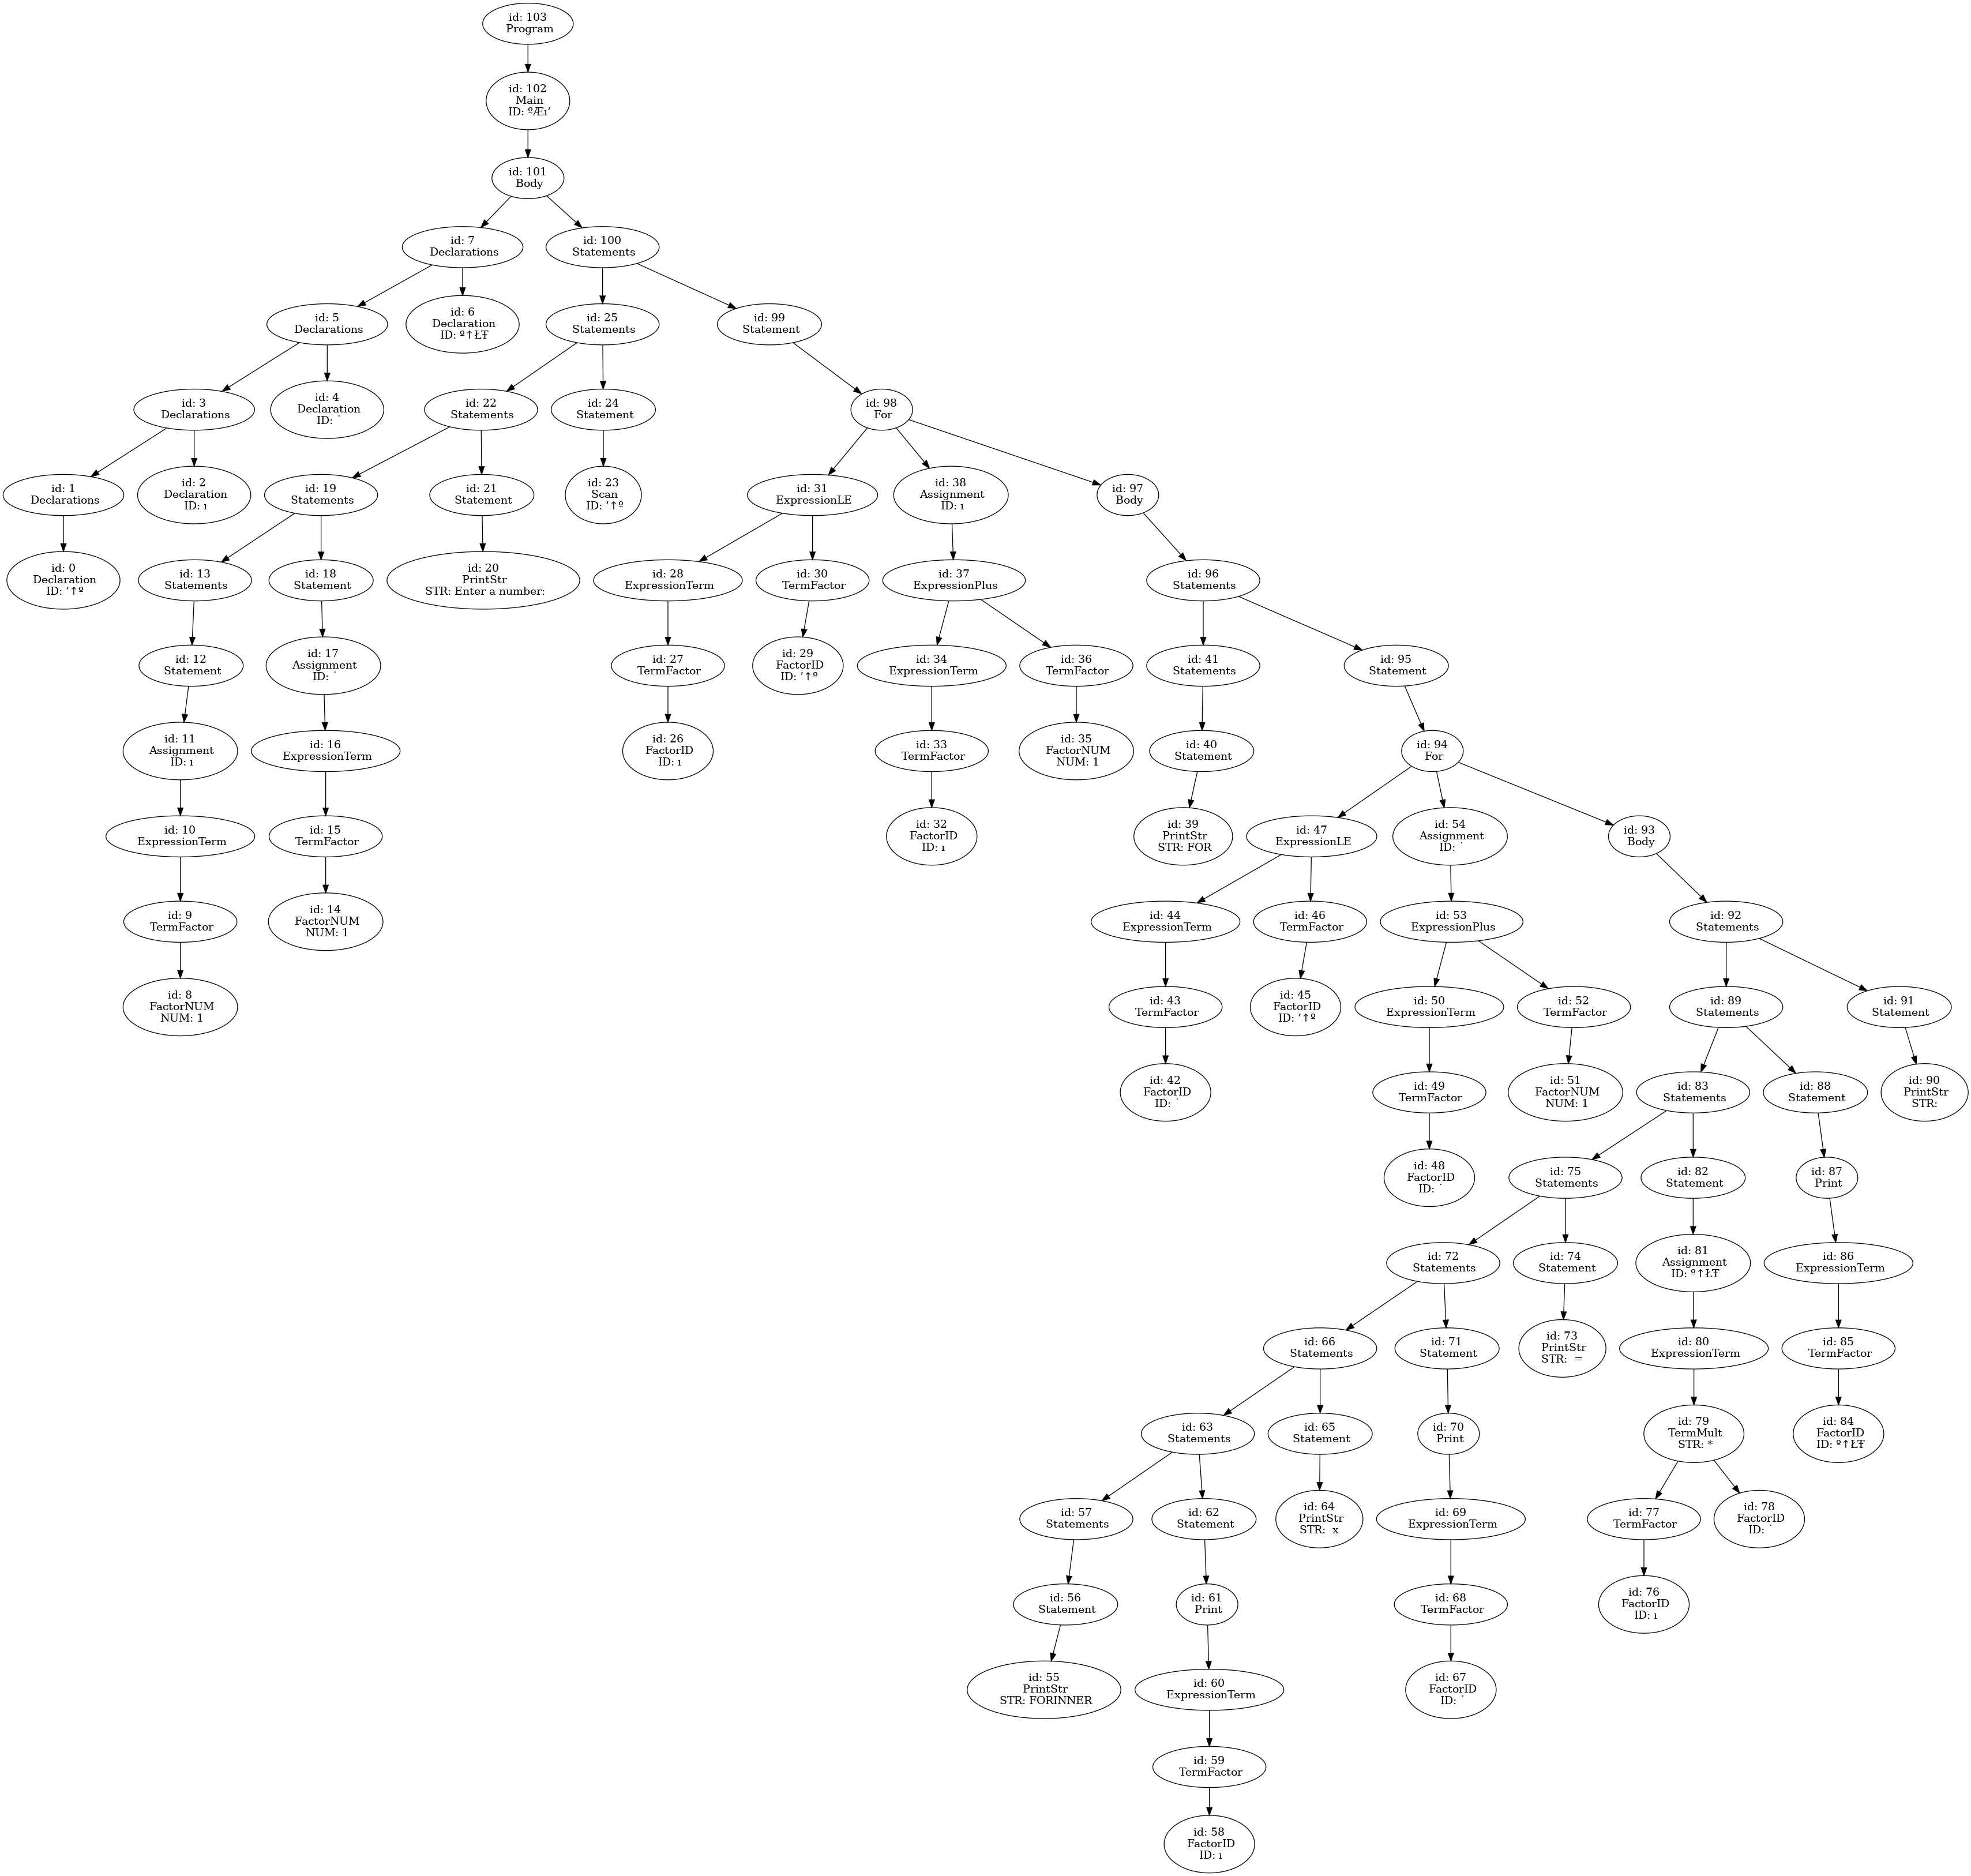 id: 103
Program
id: 102
Main
ID: ºÆı’
id: 101
Body
id: 7
Declarations
id: 100
Statements
id: 5
Declarations
id: 6
Declaration
ID: º↑ŁŦ
id: 25
Statements
id: 99
Statement
id: 3
Declarations
id: 4
Declaration
ID: ˙
id: 22
Statements
id: 24
Statement
id: 98
For
id: 1
Declarations
id: 2
Declaration
ID: ı
id: 19
Statements
id: 21
Statement
id: 23
Scan
ID: ’↑º
id: 31
ExpressionLE
id: 38
Assignment
ID: ı
id: 97
Body
id: 0
Declaration
ID: ’↑º
id: 13
Statements
id: 18
Statement
id: 20
PrintStr
STR: Enter a number:
id: 28
ExpressionTerm
id: 30
TermFactor
id: 37
ExpressionPlus
id: 96
Statements
id: 12
Statement
id: 17
Assignment
ID: ˙
id: 27
TermFactor
id: 29
FactorID
ID: ’↑º
id: 34
ExpressionTerm
id: 36
TermFactor
id: 41
Statements
id: 95
Statement
id: 11
Assignment
ID: ı
id: 16
ExpressionTerm
id: 26
FactorID
ID: ı
id: 33
TermFactor
id: 35
FactorNUM
NUM: 1
id: 40
Statement
id: 94
For
id: 10
ExpressionTerm
id: 15
TermFactor
id: 32
FactorID
ID: ı
id: 39
PrintStr
STR: FOR
id: 47
ExpressionLE
id: 54
Assignment
ID: ˙
id: 93
Body
id: 9
TermFactor
id: 14
FactorNUM
NUM: 1
id: 44
ExpressionTerm
id: 46
TermFactor
id: 53
ExpressionPlus
id: 92
Statements
id: 8
FactorNUM
NUM: 1
id: 43
TermFactor
id: 45
FactorID
ID: ’↑º
id: 50
ExpressionTerm
id: 52
TermFactor
id: 89
Statements
id: 91
Statement
id: 42
FactorID
ID: ˙
id: 49
TermFactor
id: 51
FactorNUM
NUM: 1
id: 83
Statements
id: 88
Statement
id: 90
PrintStr
STR:
id: 48
FactorID
ID: ˙
id: 75
Statements
id: 82
Statement
id: 87
Print
id: 72
Statements
id: 74
Statement
id: 81
Assignment
ID: º↑ŁŦ
id: 86
ExpressionTerm
id: 66
Statements
id: 71
Statement
id: 73
PrintStr
STR:  =
id: 80
ExpressionTerm
id: 85
TermFactor
id: 63
Statements
id: 65
Statement
id: 70
Print
id: 79
TermMult
STR: *
id: 84
FactorID
ID: º↑ŁŦ
id: 57
Statements
id: 62
Statement
id: 64
PrintStr
STR:  x
id: 69
ExpressionTerm
id: 77
TermFactor
id: 78
FactorID
ID: ˙
id: 56
Statement
id: 61
Print
id: 68
TermFactor
id: 76
FactorID
ID: ı
id: 55
PrintStr
STR: FORINNER
id: 60
ExpressionTerm
id: 67
FactorID
ID: ˙
id: 59
TermFactor
id: 58
FactorID
ID: ı